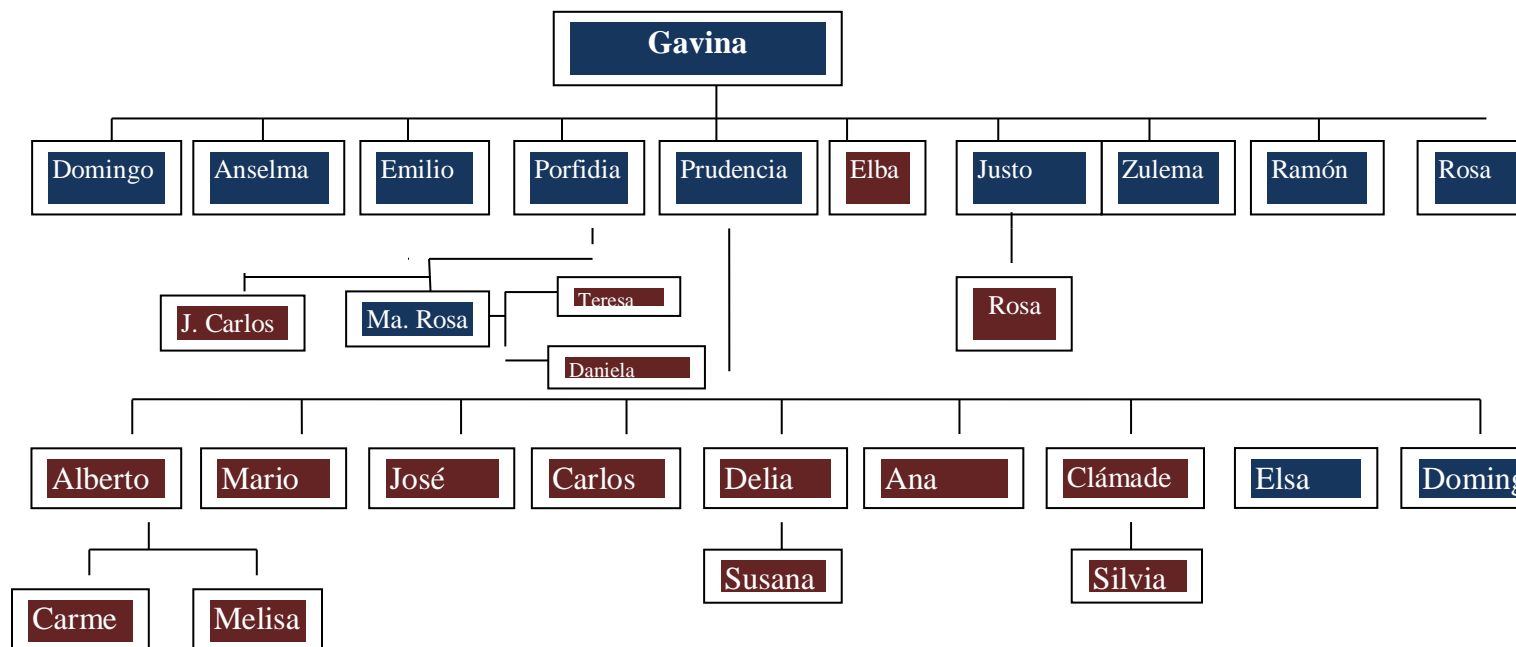 Gavina
Domingo Anselma Emilio Porfidia Prudencia Elba Justo Zulema Ramón Rosa
Teresa
J. Carlos Ma. Rosa Rosa
Daniela
Alberto Mario José Carlos Delia Ana Clámade Elsa Doming
Susana Silvia
Carme Melisa